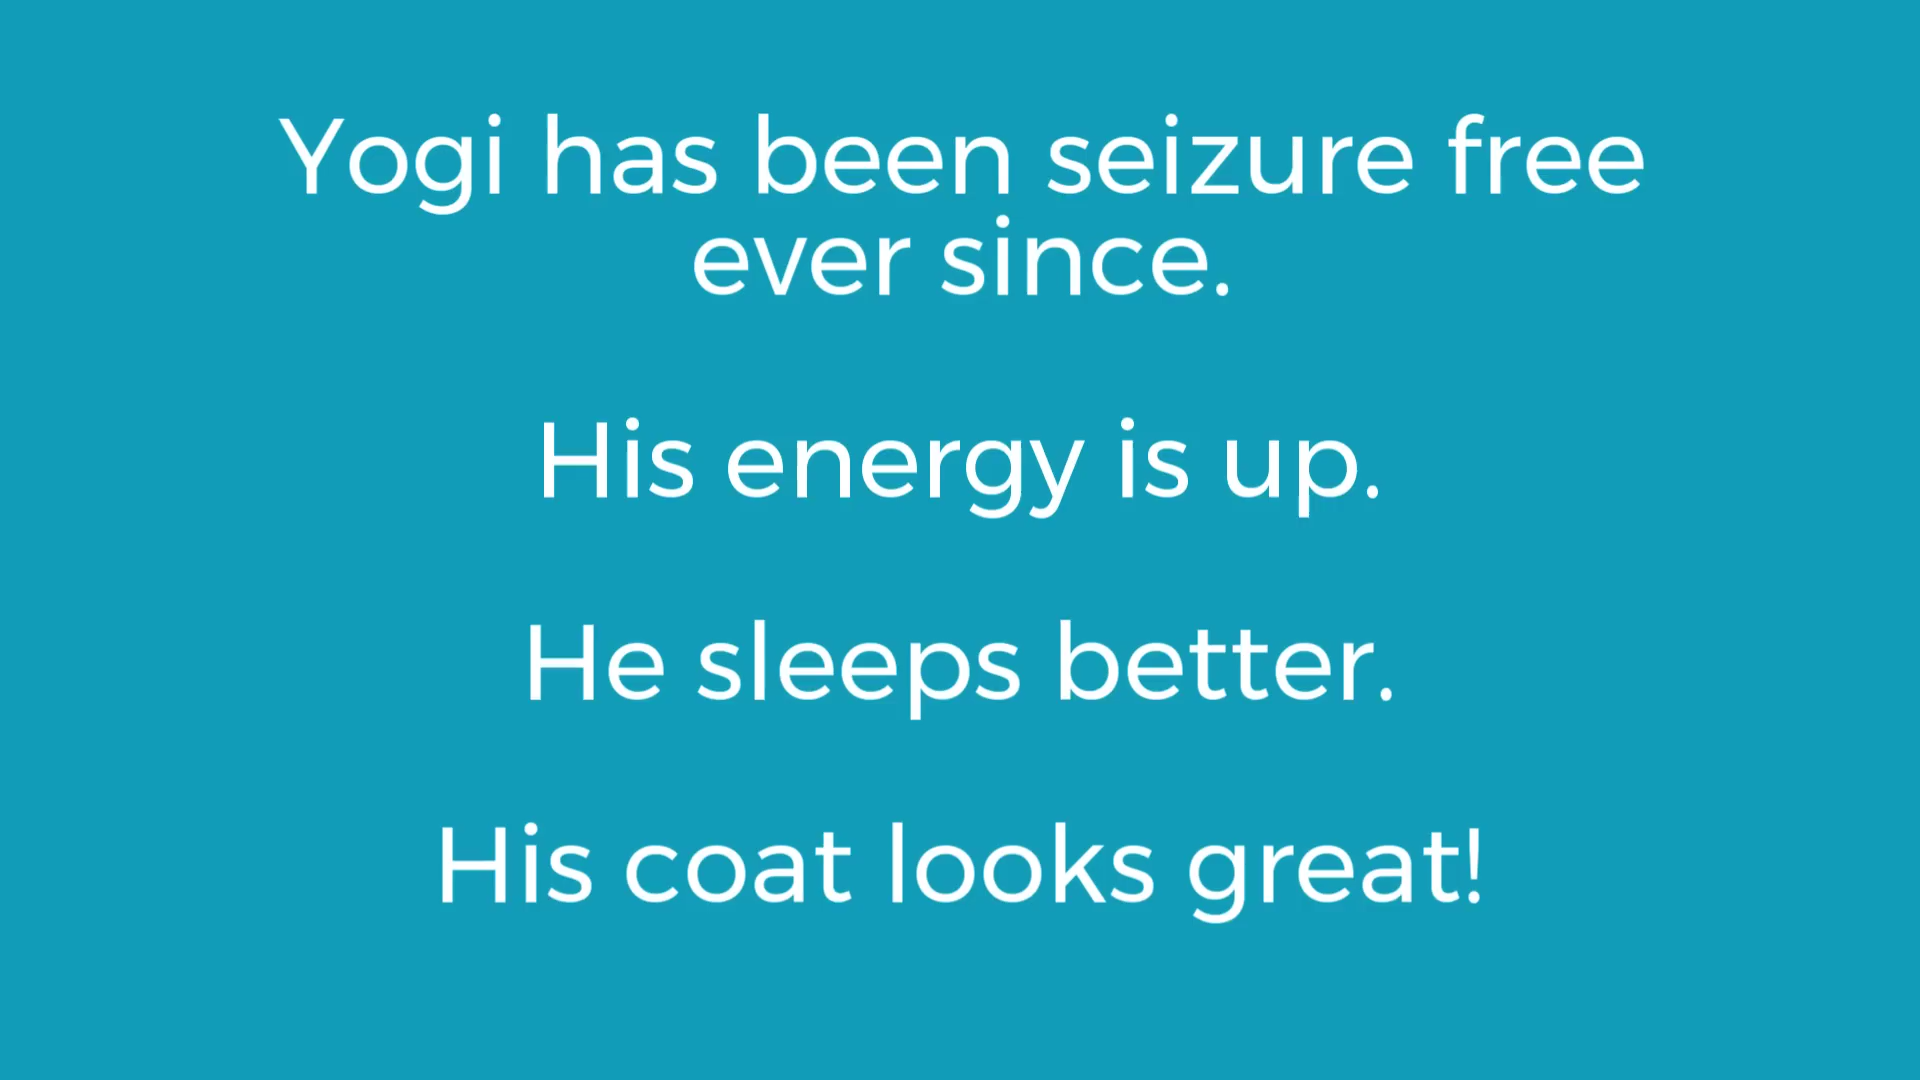 Yogi has been seizure free
ever since.
His energy is up.
He sleeps better.
His coat looks great!